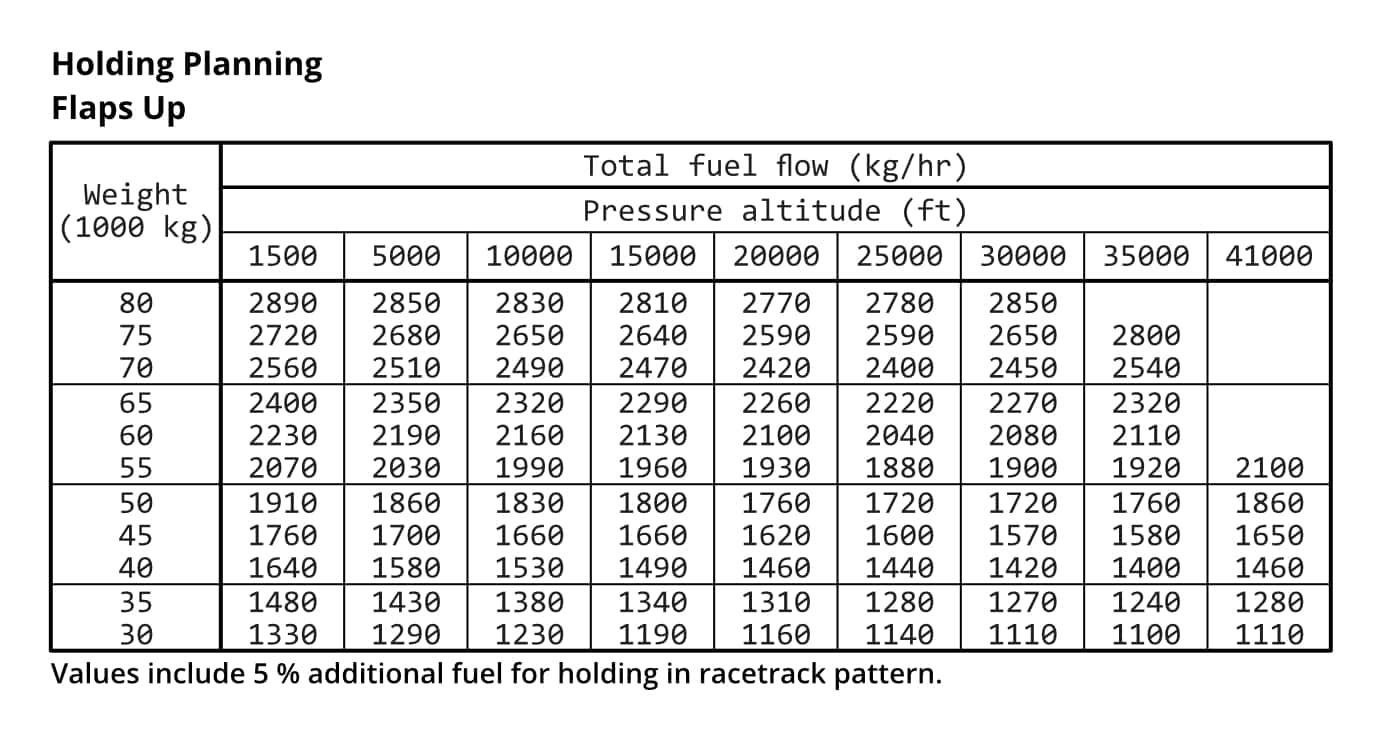 Holding Planning
Flaps Up
Total fuel flow (kg/hr)
Weight
(1000 kg)
Pressure altitude (ft)
1500 5000 10000 15000 20000 25000 30000 35000 41000
80 2890 2850 2830 2810 2770 2780 2850
75 2720 2680 2650 2640 2590 2590 2650 2800
70 2560 2510 2490 2470 2420 2400 2450 2540
65 2400 2350 2320 2290 2260 2220 2270 2320
60 2230 2190 2160 2130 2100 2040 2080 2110
55 2070 2030 1990 1960 1930 1880 1900 1920 2100
50 1910 1860 1830 1800 1760 1720 1720 1760 1860
45 1760 1700 1660 1660 1620 1600 1570 1580 1650
40 1640 1580 1530 1490 1460 1440 1420 1400 1460
35 1480 1430 1380 1340 1310 1280 1270 1240 1280
30 1330 1290 1230 1190 1160 1140 1110 1100 1110
Values include 5 % additional fuel for holding in racetrack pattern.